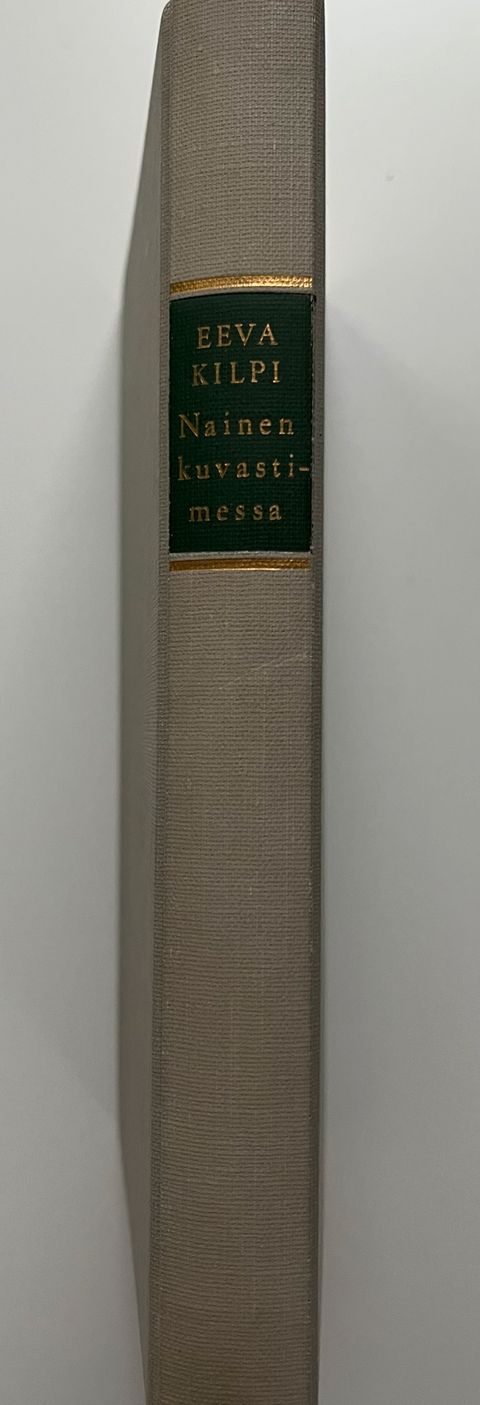 EEVA
KILPI
Nainen
kuvasti-
messa